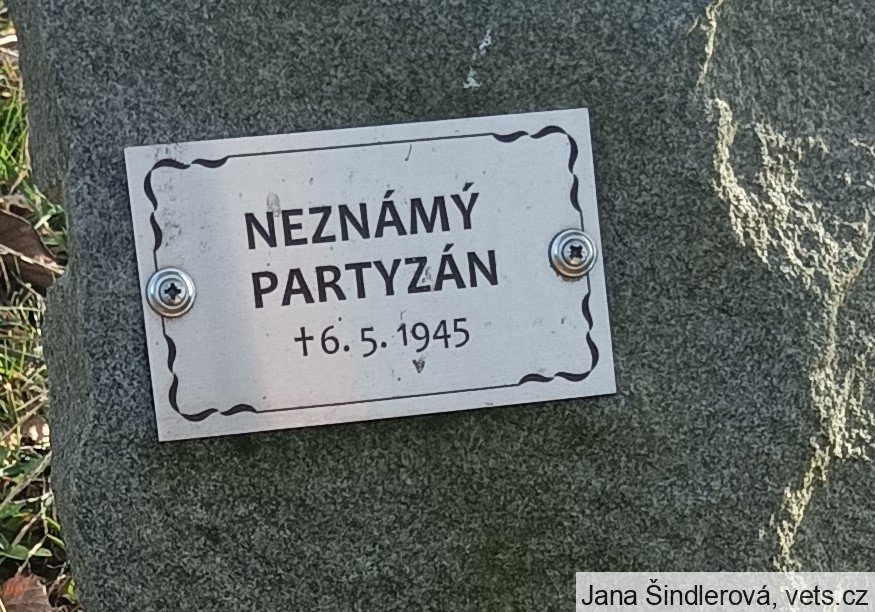 NEZNÁMÝ
PARTYZÁN
†6. 5. 1945
Jana Šindlerová, vets.cz